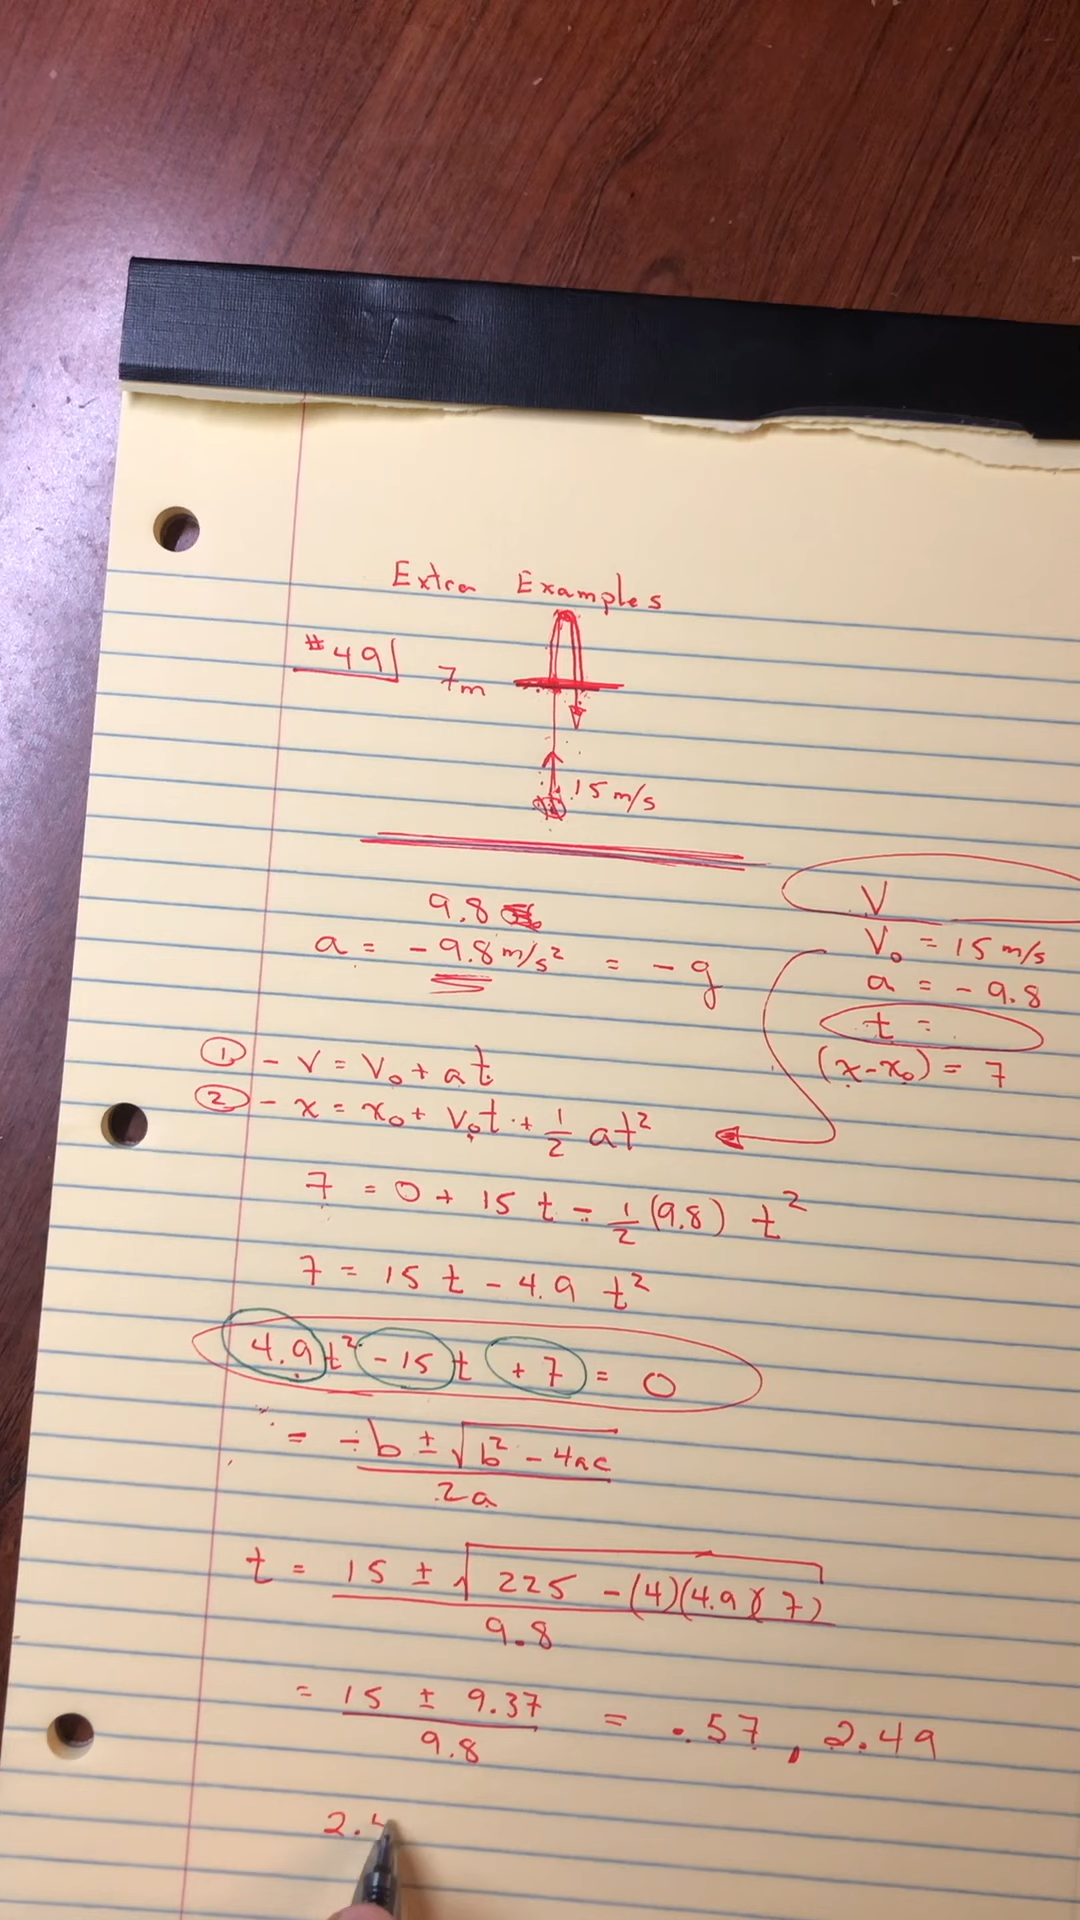 Extra Examples
#49
7m
15 m/s
9.8
a = -9.8 m/s² = -g
V
V₀ = 15 m/s
a = -9.8
t =
(x-x₀) = 7
① - V = V₀ + at
② - x = x₀ + V₀t + 1/2 at²
7 = 0 + 15 t - 1/2 (9.8) t²
7 = 15 t - 4.9 t²
4.9 t² - 15 t + 7 = 0
= -b ± √b² - 4ac
2a
t = 15 ± √225 - (4)(4.9)(7)
9.8
= 15 ± 9.37 = .57, 2.49
9.8
2.4